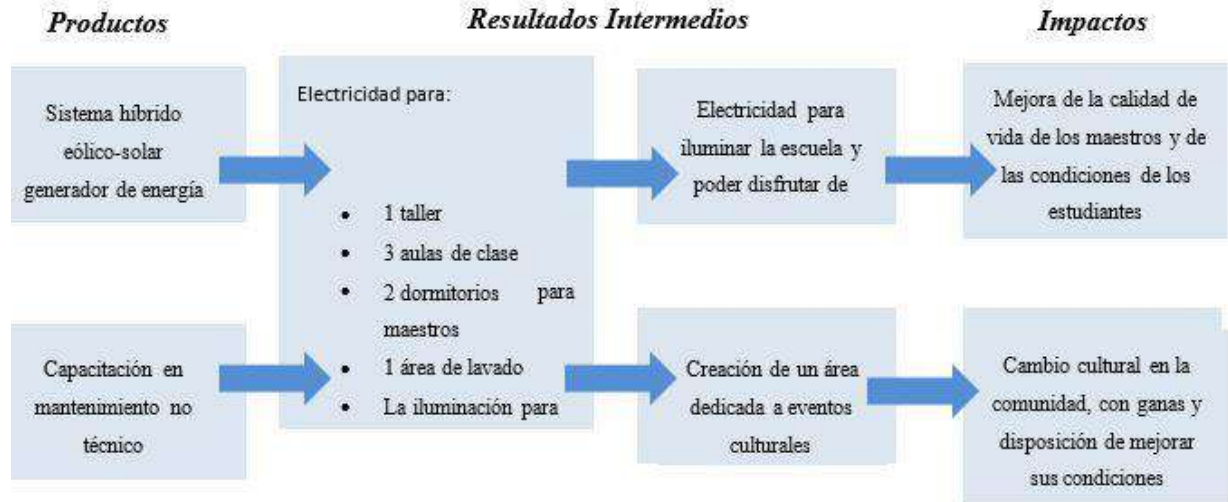 Productos
Resultados Intermedios
Impactos
Sistema híbrido
eólico-solar
generador de energía
Electricidad para:
• 1 taller
• 3 aulas de clase
• 2 dormitorios para
maestros
• 1 área de lavado
• La iluminación para
Electricidad para
iluminar la escuela y
poder disfrutar de
Mejora de la calidad de
vida de los maestros y de
las condiciones de los
estudiantes
Capacitación en
mantenimiento no
técnico
Creación de un área
dedicada a eventos
culturales
Cambio cultural en la
comunidad, con ganas y
disposición de mejorar
sus condiciones